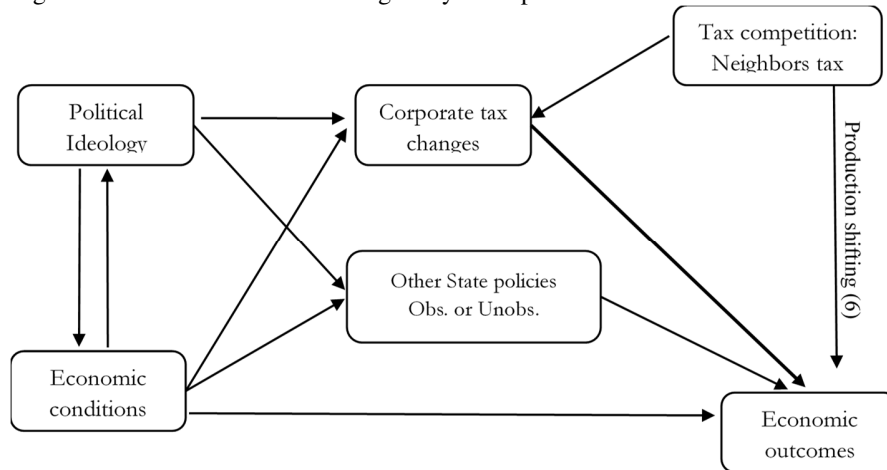 Tax competition:
Neighbors tax
Political
Ideology
Corporate tax
changes
Production shifting (6)
Other State policies
Obs. or Unobs.
Economic
conditions
Economic
outcomes